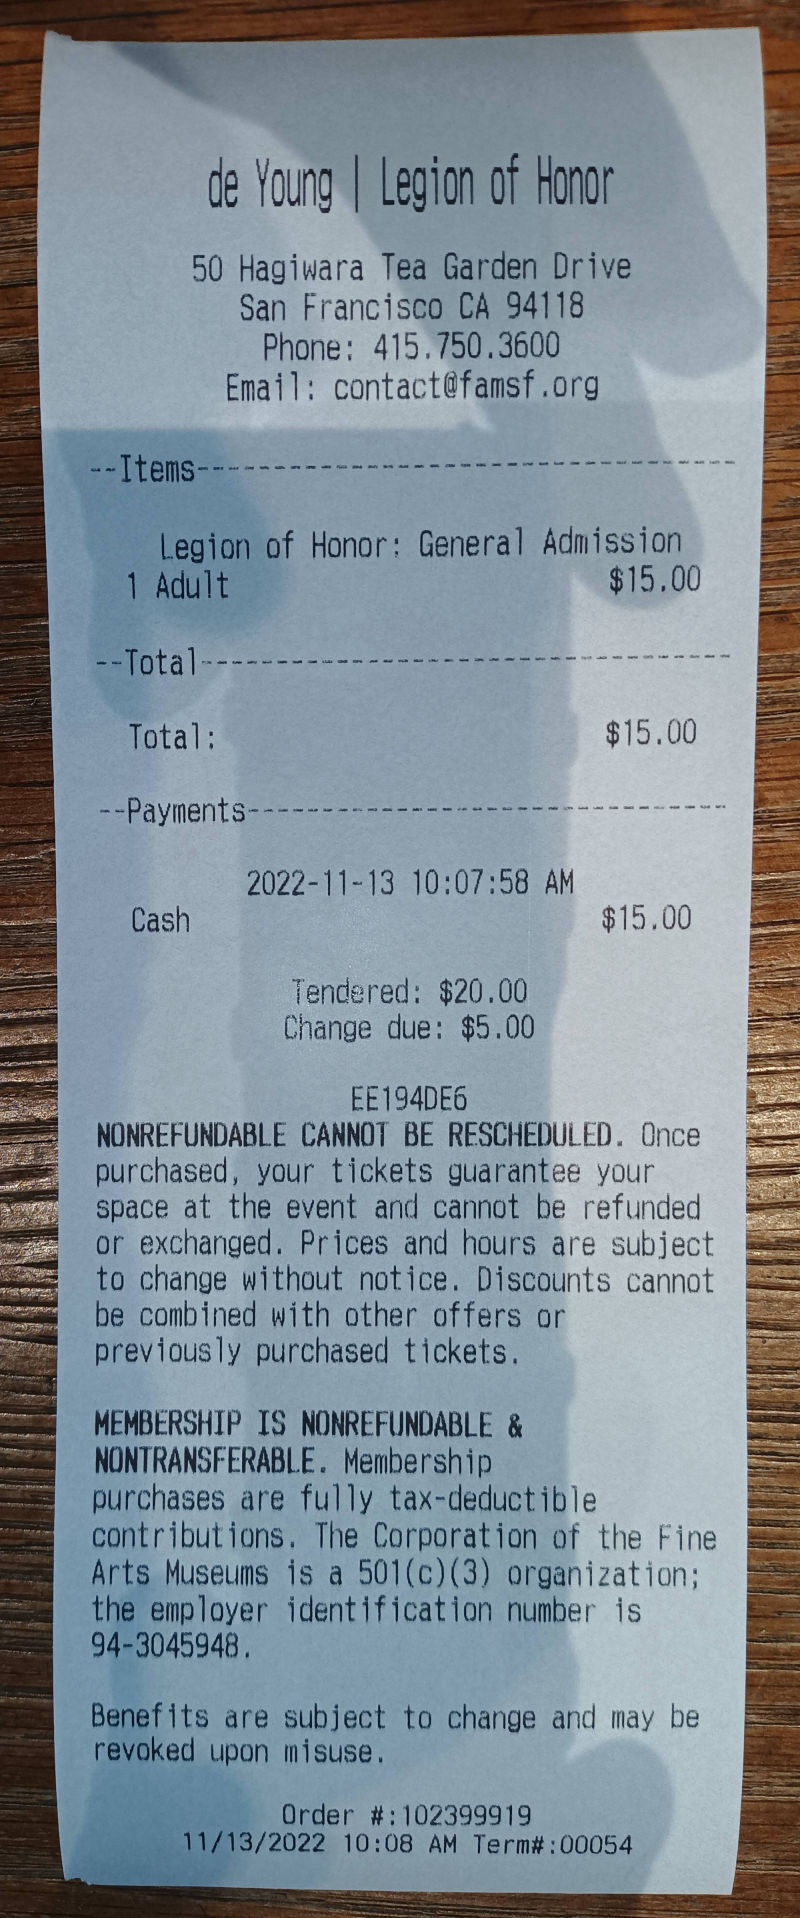 de Young | Legion of Honor
50 Hagiwara Tea Garden Drive
San Francisco CA 94118
Phone: 415.750.3600
Email: contact@famsf.org
--Items------------------------------------
Legion of Honor: General Admission
1 Adult $15.00
--Total------------------------------------
Total: $15.00
--Payments---------------------------------
2022-11-13 10:07:58 AM
Cash $15.00
Tendered: $20.00
Change due: $5.00
EE194DE6
NONREFUNDABLE CANNOT BE RESCHEDULED. Once
purchased, your tickets guarantee your
space at the event and cannot be refunded
or exchanged. Prices and hours are subject
to change without notice. Discounts cannot
be combined with other offers or
previously purchased tickets.
MEMBERSHIP IS NONREFUNDABLE &
NONTRANSFERABLE. Membership
purchases are fully tax-deductible
contributions. The Corporation of the Fine
Arts Museums is a 501(c)(3) organization;
the employer identification number is
94-3045948.
Benefits are subject to change and may be
revoked upon misuse.
Order #:102399919
11/13/2022 10:08 AM Term#:00054